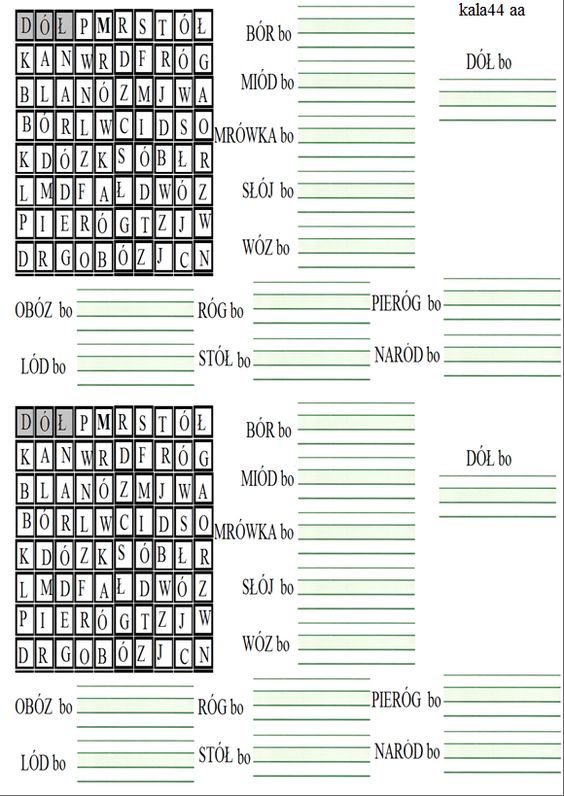 kala44 aa
D Ó Ł P M R S T Ó Ł
K A N W R D F R Ó G
B L A N Ó Z M J W A
B Ó R L W C I D S O
K D Ó Z K S Ó B Ł R
L M D F A Ł D W Ó Z
P I E R Ó G T Z J W
D R G O B Ó Z J C N
BÓR bo
MIÓD bo
MRÓWKA bo
SŁÓJ bo
WÓZ bo
DÓŁ bo
OBÓZ bo
RÓG bo
PIERÓG bo
LÓD bo
STÓŁ bo
NARÓD bo
D Ó Ł P M R S T Ó Ł
K A N W R D F R Ó G
B L A N Ó Z M J W A
B Ó R L W C I D S O
K D Ó Z K S Ó B Ł R
L M D F A Ł D W Ó Z
P I E R Ó G T Z J W
D R G O B Ó Z J C N
BÓR bo
MIÓD bo
MRÓWKA bo
SŁÓJ bo
WÓZ bo
DÓŁ bo
OBÓZ bo
RÓG bo
PIERÓG bo
LÓD bo
STÓŁ bo
NARÓD bo